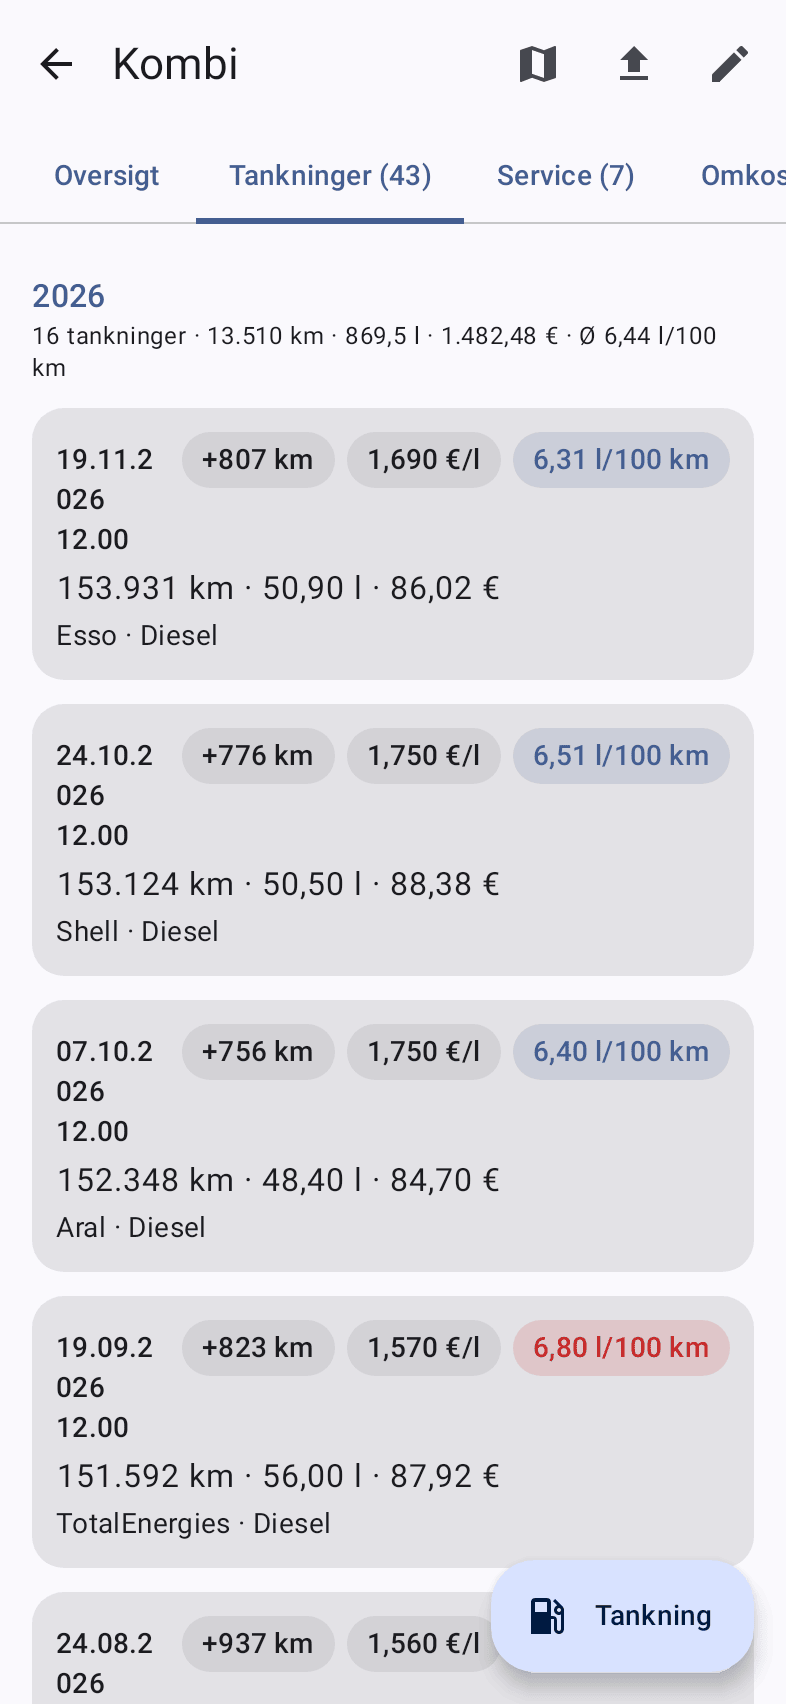 Kombi
Oversigt
Tankninger (43)
Service (7)
Omkos
2026
16 tankninger · 13.510 km · 869,5 l · 1.482,48 € · Ø 6,44 l/100
km
19.11.2
026
12.00
+807 km
1,690 €/l
6,31 l/100 km
153.931 km · 50,90 l · 86,02 €
Esso · Diesel
24.10.2
026
12.00
+776 km
1,750 €/l
6,51 l/100 km
153.124 km · 50,50 l · 88,38 €
Shell · Diesel
07.10.2
026
12.00
+756 km
1,750 €/l
6,40 l/100 km
152.348 km · 48,40 l · 84,70 €
Aral · Diesel
19.09.2
026
12.00
+823 km
1,570 €/l
6,80 l/100 km
151.592 km · 56,00 l · 87,92 €
TotalEnergies · Diesel
24.08.2
026
+937 km
1,560 €/l
Tankning